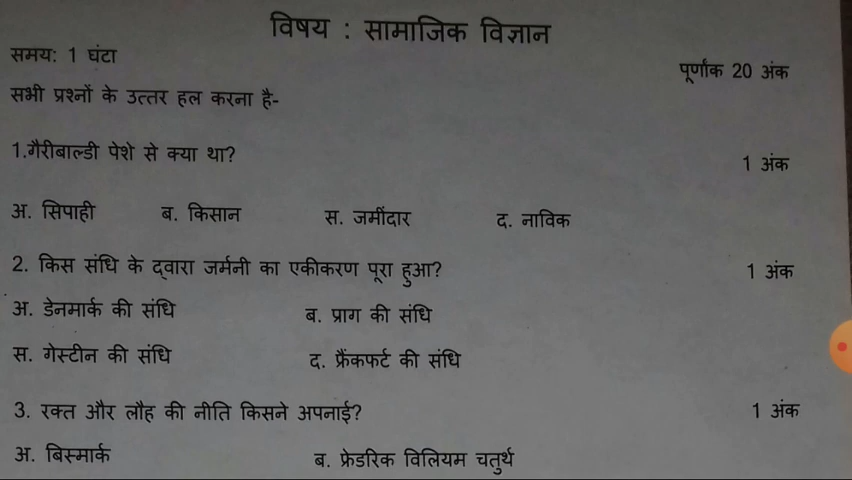 विषय : सामाजिक विज्ञान
समयः 1 घंटा
पूर्णांक 20 अंक
सभी प्रश्नों के उत्तर हल करना है-
1.गैरीबाल्डी पेशे से क्या था? 1 अंक
अ. सिपाही ब. किसान स. जमींदार द. नाविक
2. किस संधि के द्वारा जर्मनी का एकीकरण पूरा हुआ? 1 अंक
अ. डेनमार्क की संधि ब. प्राग की संधि
स. गेस्टीन की संधि द. फ्रैंकफर्ट की संधि
3. रक्त और लौह की नीति किसने अपनाई? 1 अंक
अ. बिस्मार्क ब. फ्रेडरिक विलियम चतुर्थ